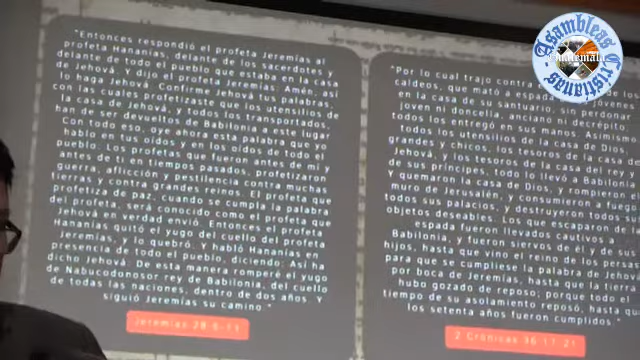 "Entonces respondió el profeta Jeremías al
profeta Hananías, delante de los sacerdotes y
delante de todo el pueblo que estaba en la casa
de Jehová. Y dijo el profeta Jeremías: Amén, así
lo haga Jehová. Confirme Jehová tus palabras,
con las cuales profetizaste que los utensilios de
la casa de Jehová, y todos los transportados,
han de ser devueltos de Babilonia a este lugar.
Con todo eso, oye ahora esta palabra que yo
hablo en tus oídos y en los oídos de todo el
pueblo: Los profetas que fueron antes de mí y
antes de ti en tiempos pasados, profetizaron
guerra, aflicción y pestilencia contra muchas
tierras y contra grandes reinos. El profeta que
profetiza de paz, cuando se cumpla la palabra
del profeta, será conocido como el profeta que
Jehová en verdad envió. Entonces el profeta
Hananías quitó el yugo del cuello del profeta
Jeremías, y lo quebró. Y habló Hananías en
presencia de todo el pueblo, diciendo: Así ha
dicho Jehová: De esta manera romperé el yugo
de Nabucodonosor rey de Babilonia, del cuello
de todas las naciones, dentro de dos años. Y
siguió Jeremías su camino."
Jeremías 28:5-11
"Por lo cual trajo contra
caldeos, que mató a espada jóvenes
en la casa de su santuario, sin perdonar
joven ni doncella, anciano ni decrépito;
todos los entregó en sus manos. Asimismo
todos los utensilios de la casa de Dios,
grandes y chicos, los tesoros de la casa de
Jehová, y los tesoros de la casa del rey y
de sus príncipes, todo lo llevó a Babilonia.
Y quemaron la casa de Dios, y rompieron el
muro de Jerusalén, y consumieron a fuego
todos sus palacios, y destruyeron todos sus
objetos deseables. Los que escaparon de la
espada fueron llevados cautivos a
Babilonia, y fueron siervos de él y de sus
hijos, hasta que vino el reino de los persas;
para que se cumpliese la palabra de Jehová
por boca de Jeremías, hasta que la tierra
hubo gozado de reposo; porque todo el
tiempo de su asolamiento reposó, hasta que
los setenta años fueron cumplidos."
2 Crónicas 36:17-21
Asambleas
Guatemala
Cristianas